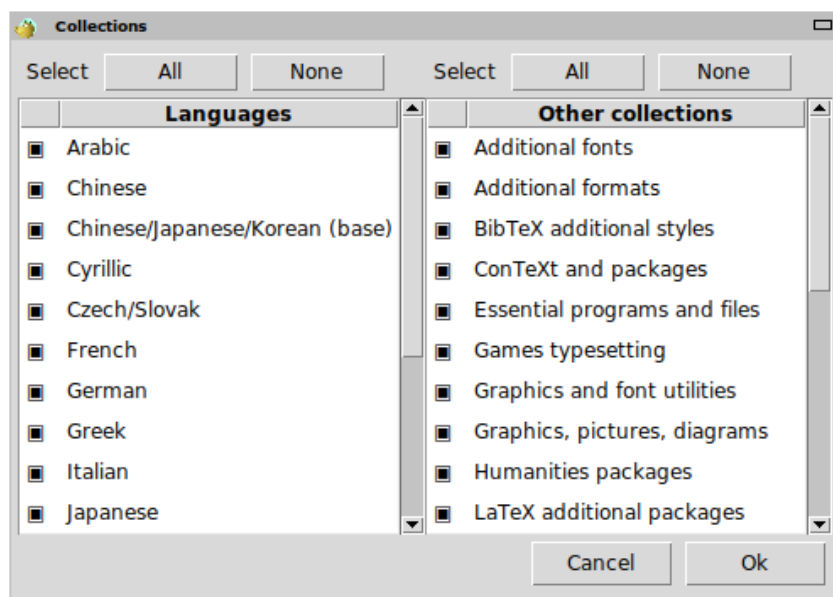 Collections
Select All None Select All None
Languages
Arabic
Chinese
Chinese/Japanese/Korean (base)
Cyrillic
Czech/Slovak
French
German
Greek
Italian
Japanese
Other collections
Additional fonts
Additional formats
BibTeX additional styles
ConTeXt and packages
Essential programs and files
Games typesetting
Graphics and font utilities
Graphics, pictures, diagrams
Humanities packages
LaTeX additional packages
Cancel Ok